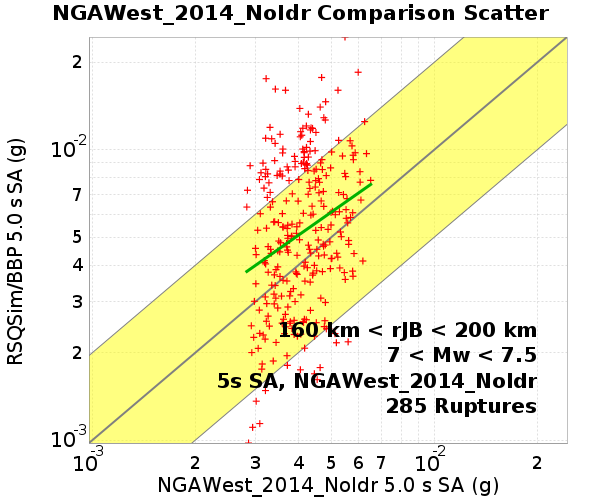 NGAWest_2014_NoIdr Comparison Scatter
RSQSim/BBP 5.0 s SA (g)
2
10-2
7
5
4
3
2
10-3
160 km < rJB < 200 km
7 < Mw < 7.5
5s SA, NGAWest_2014_NoIdr
285 Ruptures
10-3 2 3 4 5 6 7 10-2 2
NGAWest_2014_NoIdr 5.0 s SA (g)